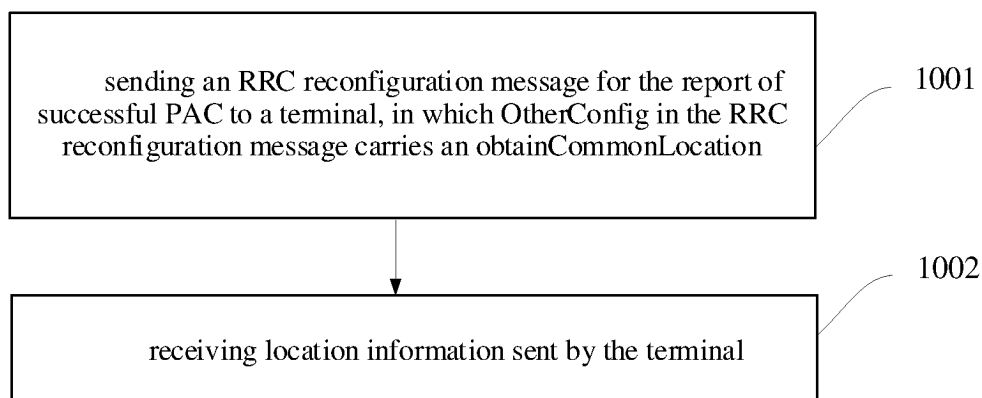 sending an RRC reconfiguration message for the report of
successful PAC to a terminal, in which OtherConfig in the RRC
reconfiguration message carries an obtainCommonLocation
1001
receiving location information sent by the terminal
1002